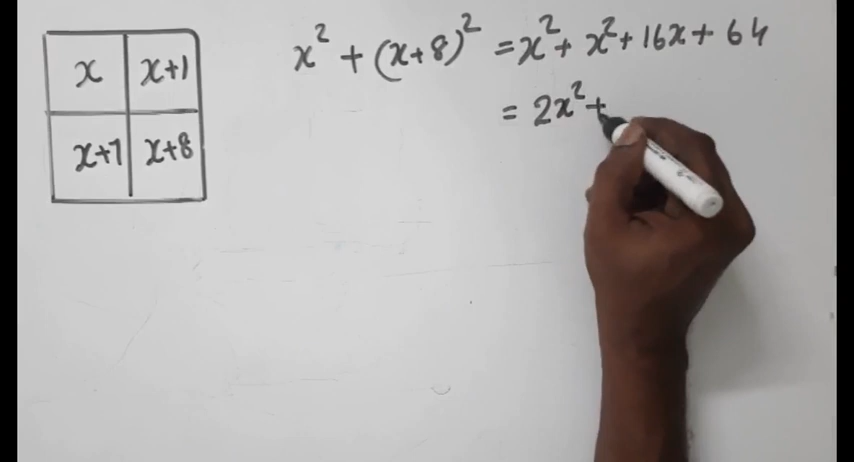 x x+1
x+7 x+8
x² + (x+8)² = x² + x² + 16x + 64
= 2x² +